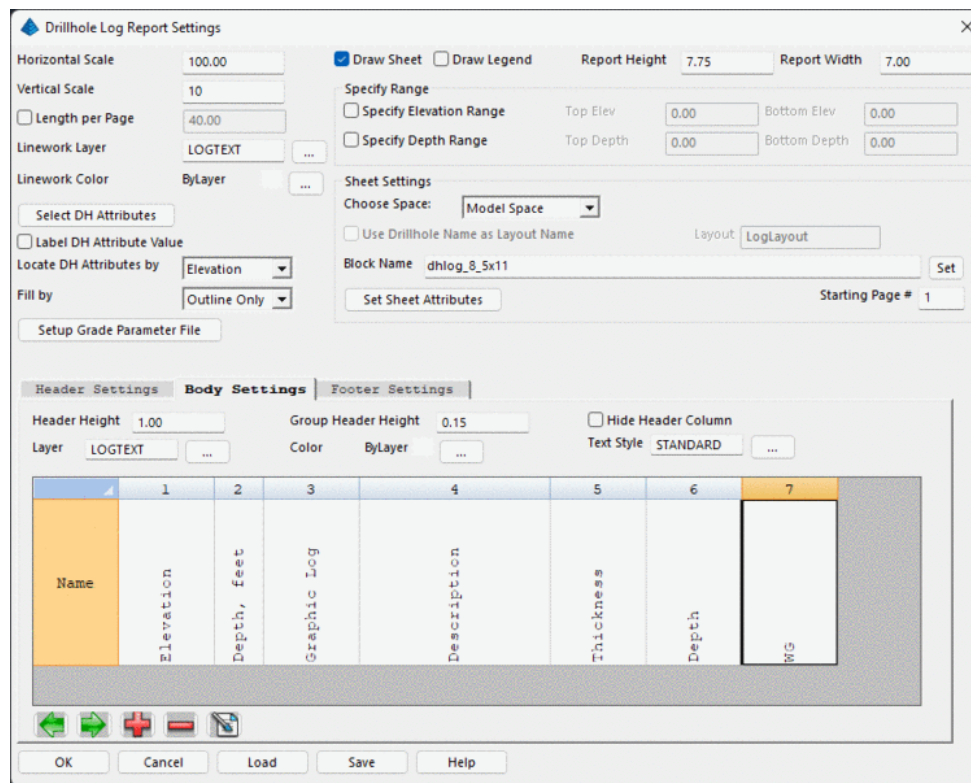 Drillhole Log Report Settings
Horizontal Scale 100.00
Vertical Scale 10
Length per Page 40.00
Linework Layer LOGTEXT ...
Linework Color ByLayer ...
Select DH Attributes
Label DH Attribute Value
Locate DH Attributes by Elevation
Fill by Outline Only
Setup Grade Parameter File
Draw Sheet Draw Legend Report Height 7.75 Report Width 7.00
Specify Range
Specify Elevation Range Top Elev 0.00 Bottom Elev 0.00
Specify Depth Range Top Depth 0.00 Bottom Depth 0.00
Sheet Settings
Choose Space: Model Space
Use Drillhole Name as Layout Name Layout LogLayout
Block Name dhlog_8_5x11 Set
Set Sheet Attributes Starting Page # 1
Header Settings Body Settings Footer Settings
Header Height 1.00 Group Header Height 0.15 Hide Header Column
Layer LOGTEXT ... Color ByLayer ... Text Style STANDARD ...
1 2 3 4 5 6 7
Name Elevation Depth, feet Graphic Log Description Thickness Depth WG
OK Cancel Load Save Help